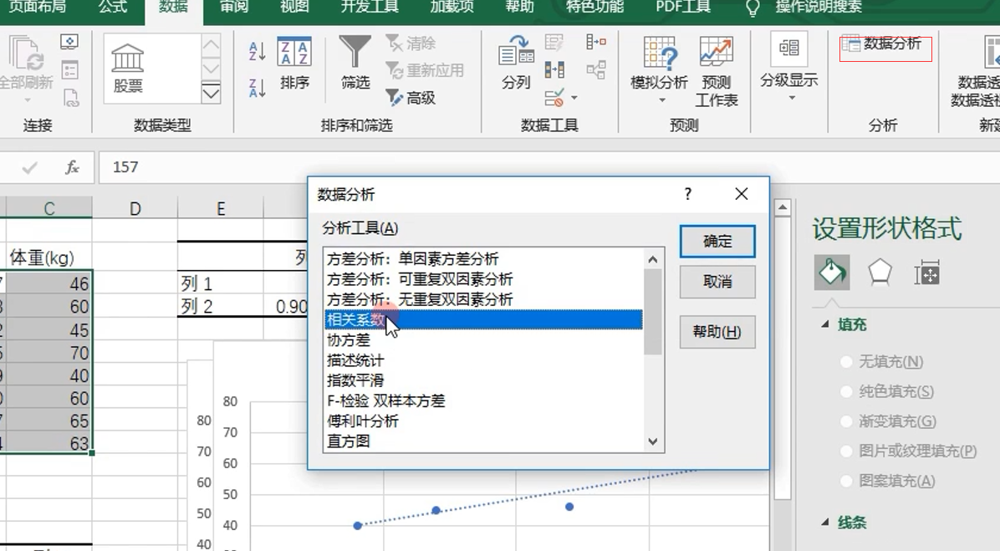 页面布局 公式 数据 审阅 视图 开发工具 加载项 帮助 特色功能 PDF工具 操作说明搜索
全部刷新
连接
股票
数据类型
排序
筛选
清除
重新应用
高级
排序和筛选
分列
数据工具
模拟分析
预测
工作表
预测
分级显示
数据分析
分析
数据透
数据透视
新建
fx 157
C D E
体重(kg)
46
60
45
70
40
60
65
63
列
列 1
列 2 0.90
数据分析 ?
分析工具(A)
方差分析：单因素方差分析
方差分析：可重复双因素分析
方差分析：无重复双因素分析
相关系数
协方差
描述统计
指数平滑
F-检验 双样本方差
傅利叶分析
直方图
确定
取消
帮助(H)
80
70
60
50
40
80
70
60
50
40
设置形状格式
填充
无填充(N)
纯色填充(S)
渐变填充(G)
图片或纹理填充(P)
图案填充(A)
线条